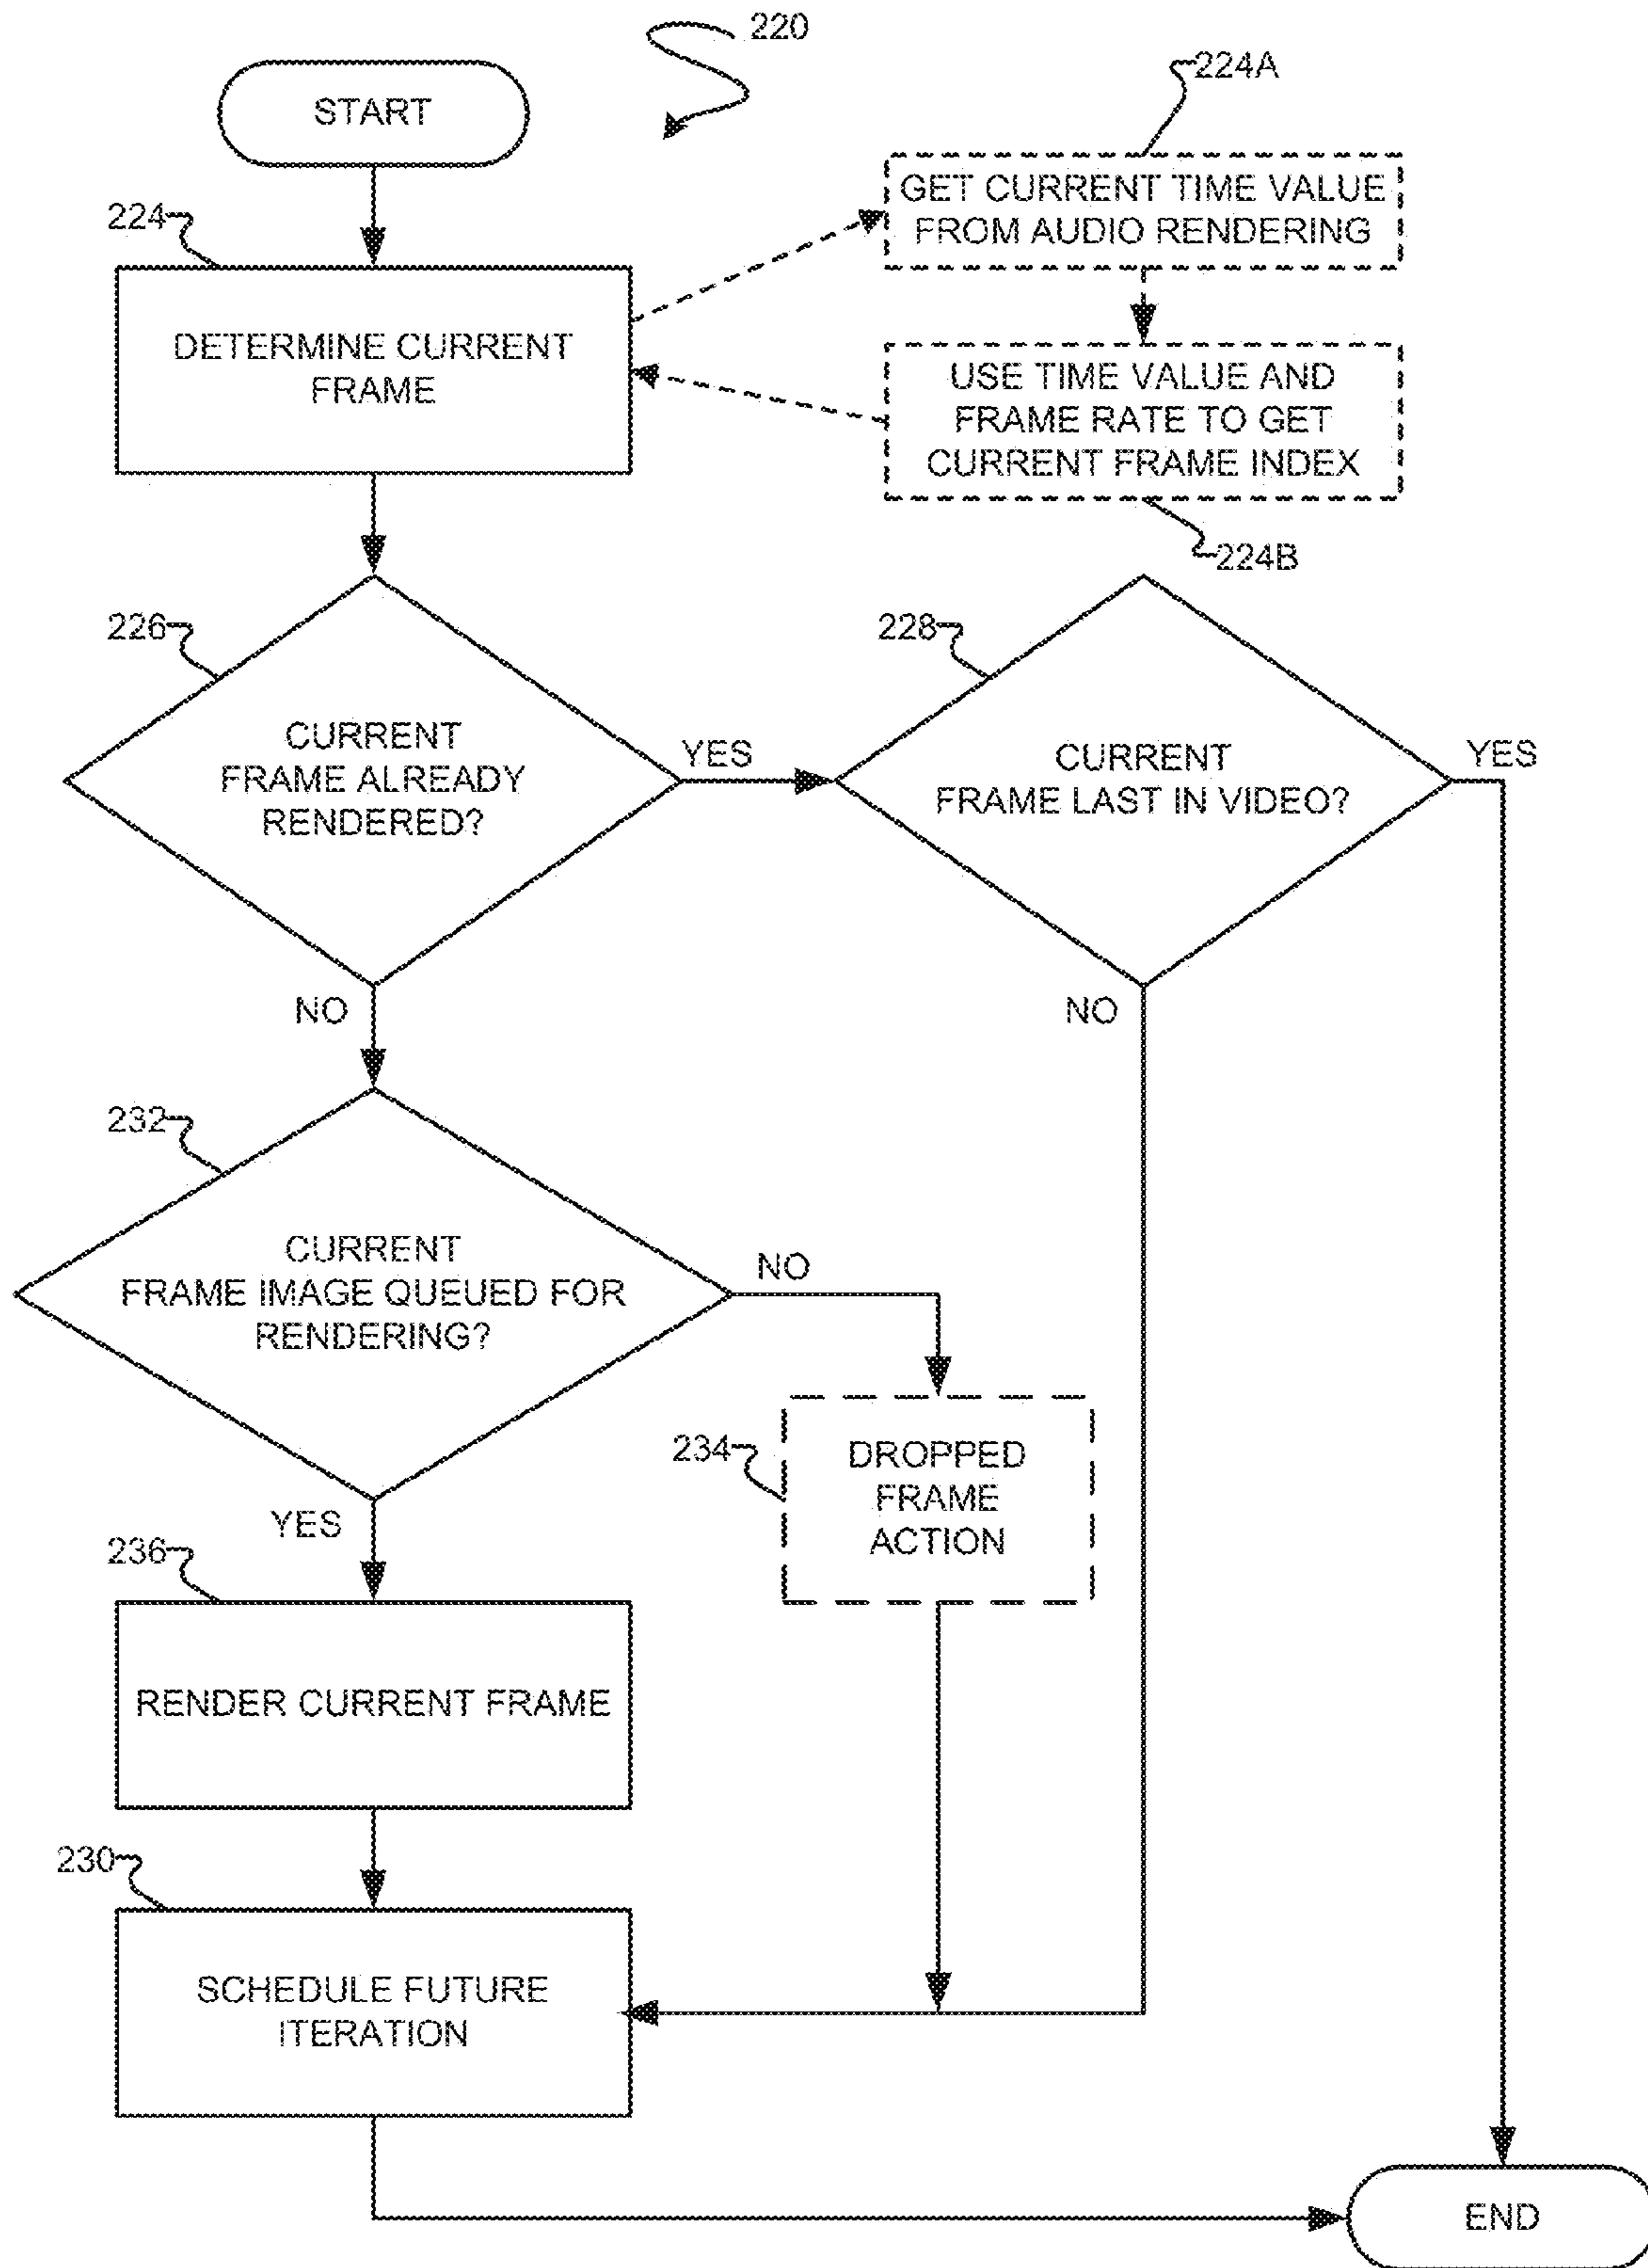 220
START
224A
GET CURRENT TIME VALUE
FROM AUDIO RENDERING
224
DETERMINE CURRENT
FRAME
USE TIME VALUE AND
FRAME RATE TO GET
CURRENT FRAME INDEX
224B
226
CURRENT
FRAME ALREADY
RENDERED?
YES
NO
228
CURRENT
FRAME LAST IN VIDEO?
YES
NO
232
CURRENT
FRAME IMAGE QUEUED FOR
RENDERING?
NO
YES
234
DROPPED
FRAME
ACTION
236
RENDER CURRENT FRAME
230
SCHEDULE FUTURE
ITERATION
END